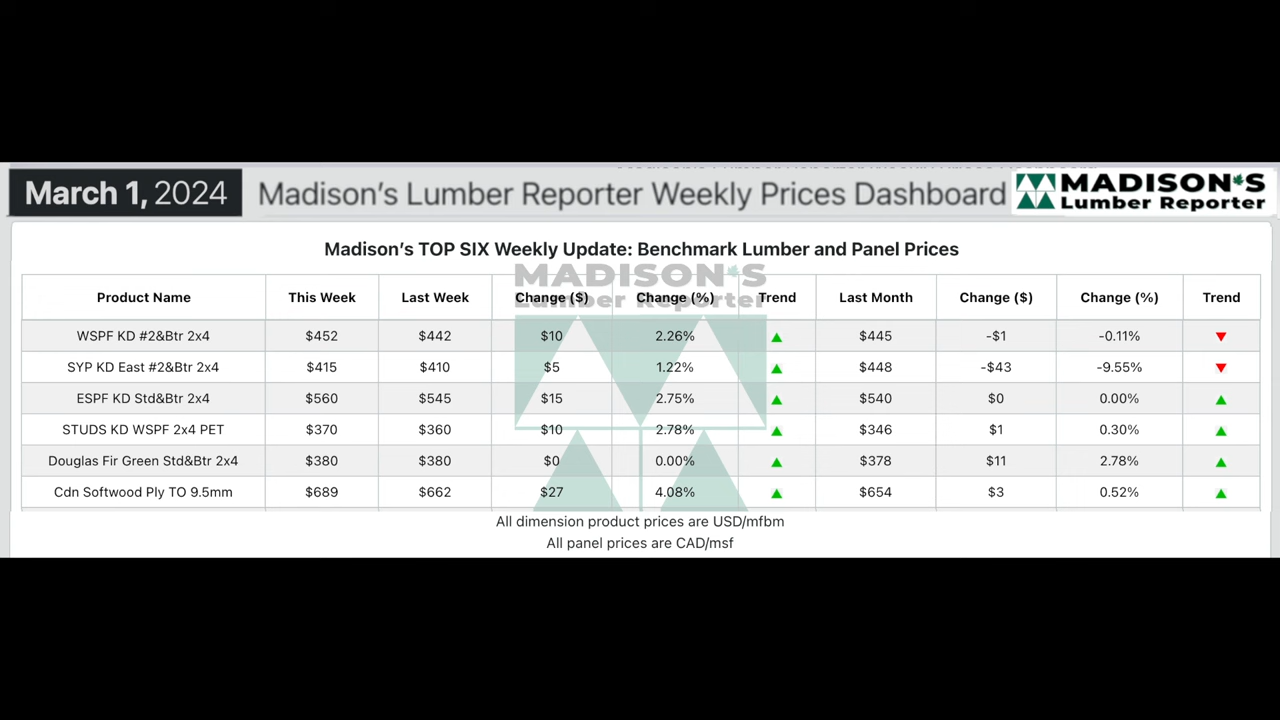 March 1, 2024 Madison's Lumber Reporter Weekly Prices Dashboard MADISON'S
Lumber Reporter
Madison's TOP SIX Weekly Update: Benchmark Lumber and Panel Prices
MADISON'S
Lumber Reporter
Product Name This Week Last Week Change ($) Change (%) Trend Last Month Change ($) Change (%) Trend
WSPF KD #2&Btr 2x4 $452 $442 $10 2.26% ▲ $445 -$1 -0.11% ▼
SYP KD East #2&Btr 2x4 $415 $410 $5 1.22% ▲ $448 -$43 -9.55% ▼
ESPF KD Std&Btr 2x4 $560 $545 $15 2.75% ▲ $540 $0 0.00% ▲
STUDS KD WSPF 2x4 PET $370 $360 $10 2.78% ▲ $346 $1 0.30% ▲
Douglas Fir Green Std&Btr 2x4 $380 $380 $0 0.00% ▲ $378 $11 2.78% ▲
Cdn Softwood Ply TO 9.5mm $689 $662 $27 4.08% ▲ $654 $3 0.52% ▲
All dimension product prices are USD/mfbm
All panel prices are CAD/msf